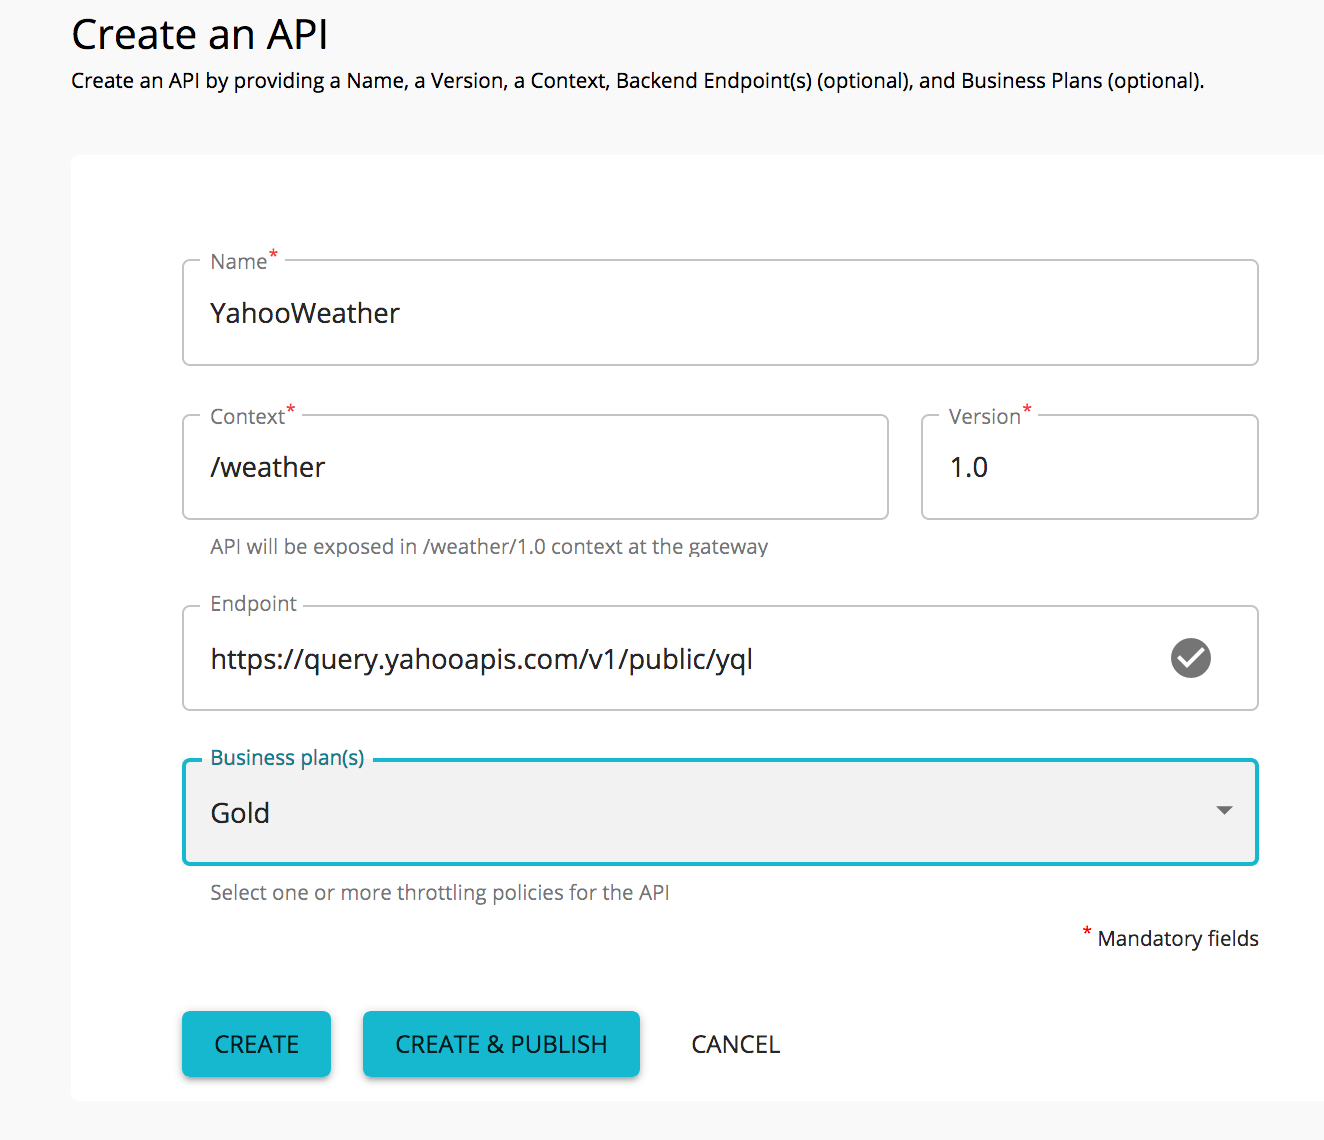 Create an API
Create an API by providing a Name, a Version, a Context, Backend Endpoint(s) (optional), and Business Plans (optional).
Name*
YahooWeather
Context*
Version*
/weather
1.0
API will be exposed in /weather/1.0 context at the gateway
Endpoint
https://query.yahooapis.com/v1/public/yql
Business plan(s)
Gold
Select one or more throttling policies for the API
* Mandatory fields
CREATE
CREATE & PUBLISH
CANCEL